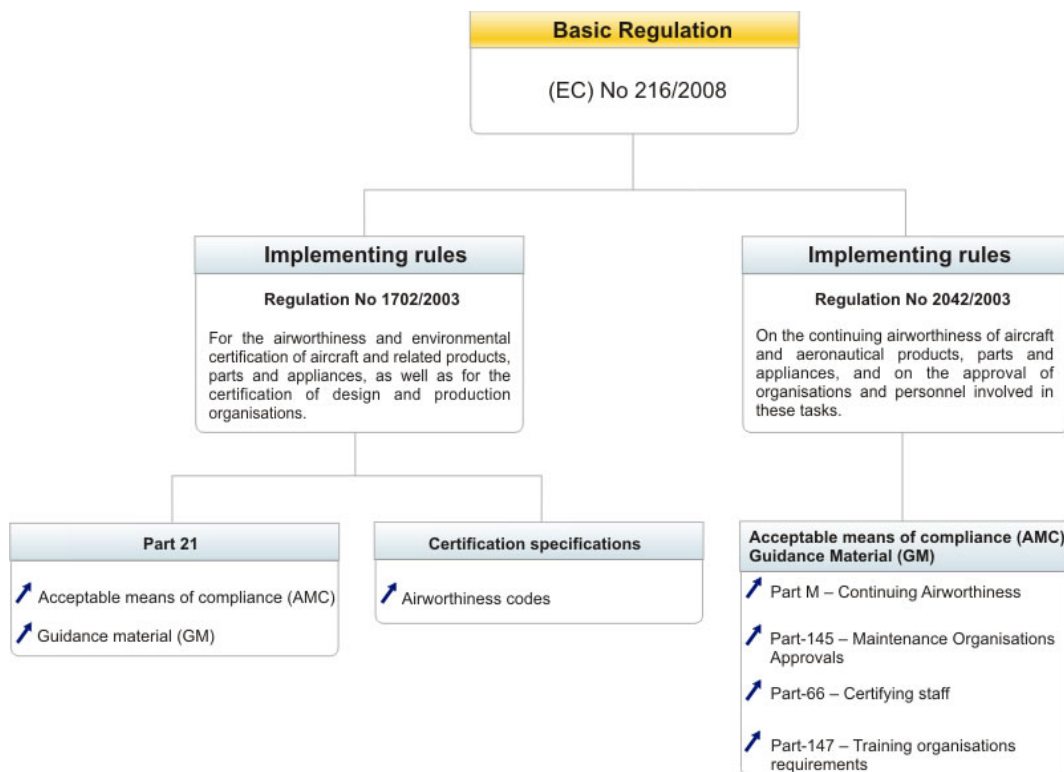 Basic Regulation
(EC) No 216/2008
Implementing rules
Regulation No 1702/2003
For the airworthiness and environmental
certification of aircraft and related products,
parts and appliances, as well as for the
certification of design and production
organisations.
Implementing rules
Regulation No 2042/2003
On the continuing airworthiness of aircraft
and aeronautical products, parts and
appliances, and on the approval of
organisations and personnel involved in
these tasks.
Part 21
Acceptable means of compliance (AMC)
Guidance material (GM)
Certification specifications
Airworthiness codes
Acceptable means of compliance (AMC)
Guidance Material (GM)
Part M – Continuing Airworthiness
Part-145 – Maintenance Organisations
Approvals
Part-66 – Certifying staff
Part-147 – Training organisations
requirements